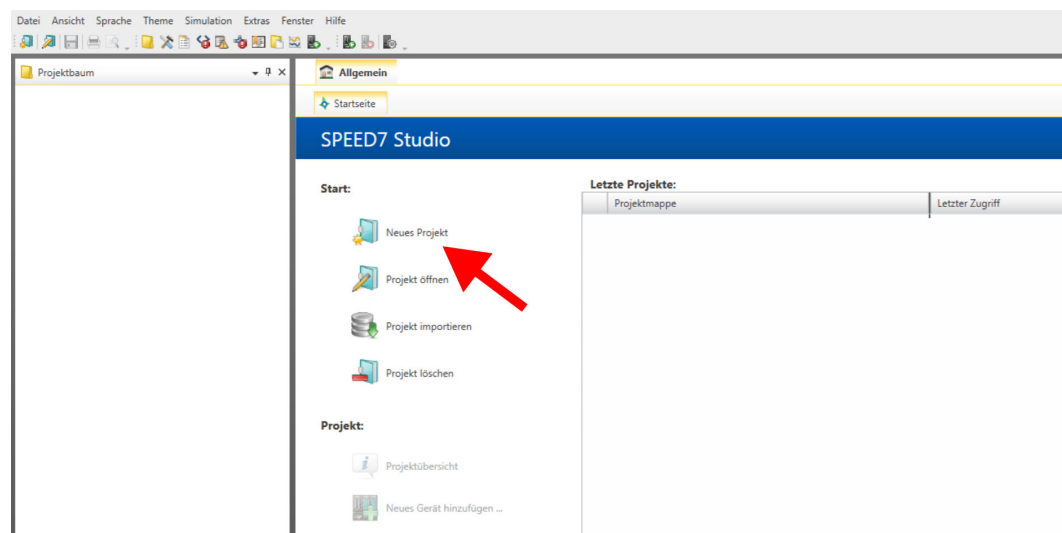 Datei Ansicht Sprache Theme Simulation Extras Fenster Hilfe
Projektbaum
Allgemein
Startseite
SPEED7 Studio
Start:
Neues Projekt
Projekt öffnen
Projekt importieren
Projekt löschen
Projekt:
Projektübersicht
Neues Gerät hinzufügen ...
Letzte Projekte:
Projektmappe Letzter Zugriff